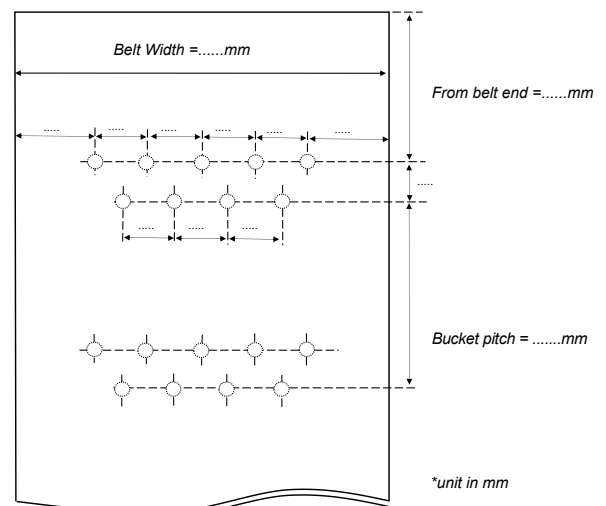 Belt Width =......mm
From belt end =......mm
..... ..... ..... ..... ..... .....
.....
..... ..... .....
Bucket pitch = .......mm
*unit in mm